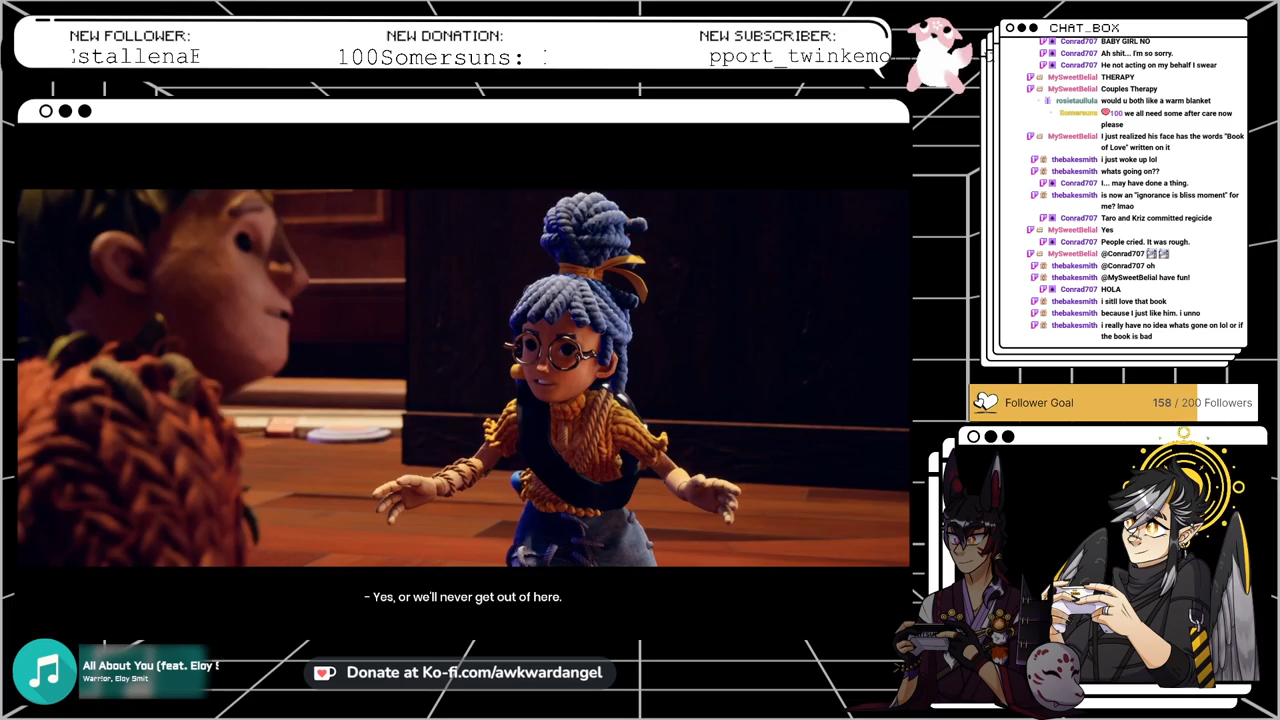 NEW FOLLOWER:
NEW DONATION:
NEW SUBSCRIBER:
100Somersuns:
pport_twinkemo
CHAT_BOX
Conrad707 BABY GIRL NO
Conrad707 Ah shit... I'm so sorry.
Conrad707 He not acting on my behalf I swear
MySweetBelial THERAPY
MySweetBelial Couples Therapy
rosietaullula would u both like a warm blanket
Somersuns 100 we all need some after care now
please
MySweetBelial I just realized his face has the words "Book
of Love" written on it
thebakesmith i just woke up lol
thebakesmith whats going on??
Conrad707 I... may have done a thing.
thebakesmith is now an "ignorance is bliss moment" for
me? lmao
Conrad707 Taro and Kriz committed regicide
MySweetBelial Yes
Conrad707 People cried. It was rough.
MySweetBelial @Conrad707
thebakesmith @Conrad707 oh
thebakesmith @MySweetBelial have fun!
Conrad707 HOLA
thebakesmith i sitll love that book
thebakesmith because I just like him. i unno
thebakesmith i really have no idea whats gone on lol or if
the book is bad
Follower Goal 158 / 200 Followers
- Yes, or we'll never get out of here.
All About You (feat. Eloy
Warr!or, Eloy Smit
Donate at Ko-fi.com/awkwardangel